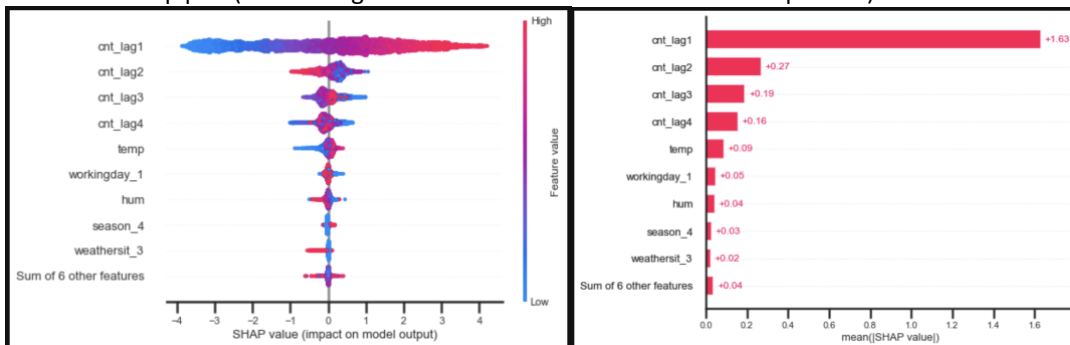 High
cnt_lag1
cnt_lag2
cnt_lag3
cnt_lag4
temp
workingday_1
hum
season_4
weathersit_3
Sum of 6 other features
Low
Feature value
−4 −3 −2 −1 0 1 2 3 4
SHAP value (impact on model output)
cnt_lag1 +1.63
cnt_lag2 +0.27
cnt_lag3 +0.19
cnt_lag4 +0.16
temp +0.09
workingday_1 +0.05
hum +0.04
season_4 +0.03
weathersit_3 +0.02
Sum of 6 other features +0.04
0.0 0.2 0.4 0.6 0.8 1.0 1.2 1.4 1.6
mean(|SHAP value|)